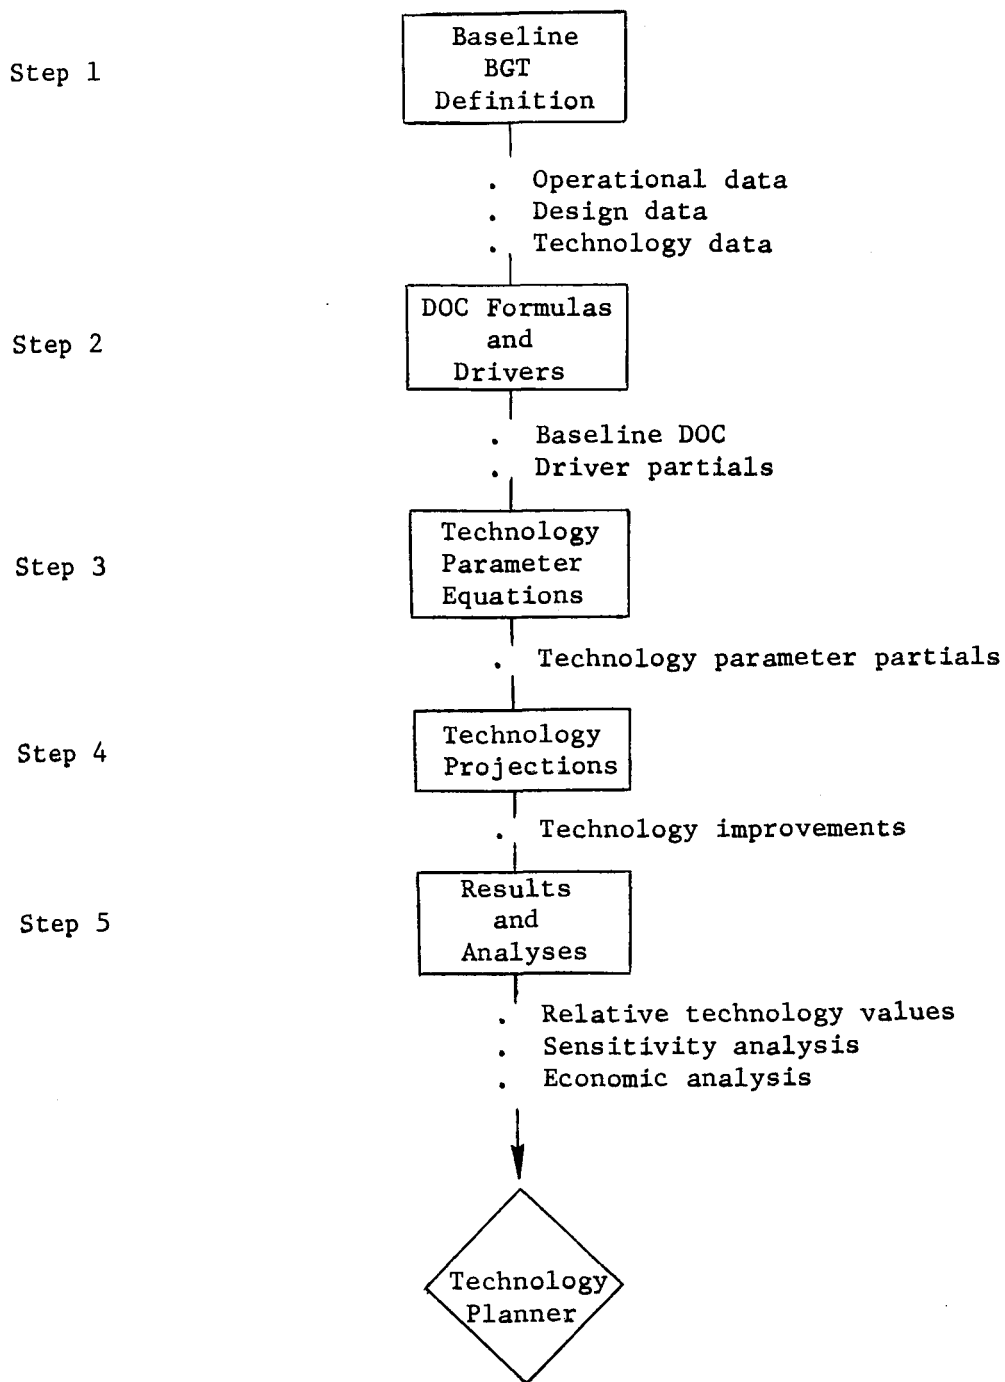 Step 1
Baseline
BGT
Definition
. Operational data
. Design data
. Technology data
Step 2
DOC Formulas
and
Drivers
. Baseline DOC
. Driver partials
Step 3
Technology
Parameter
Equations
. Technology parameter partials
Step 4
Technology
Projections
. Technology improvements
Step 5
Results
and
Analyses
. Relative technology values
. Sensitivity analysis
. Economic analysis
Technology
Planner